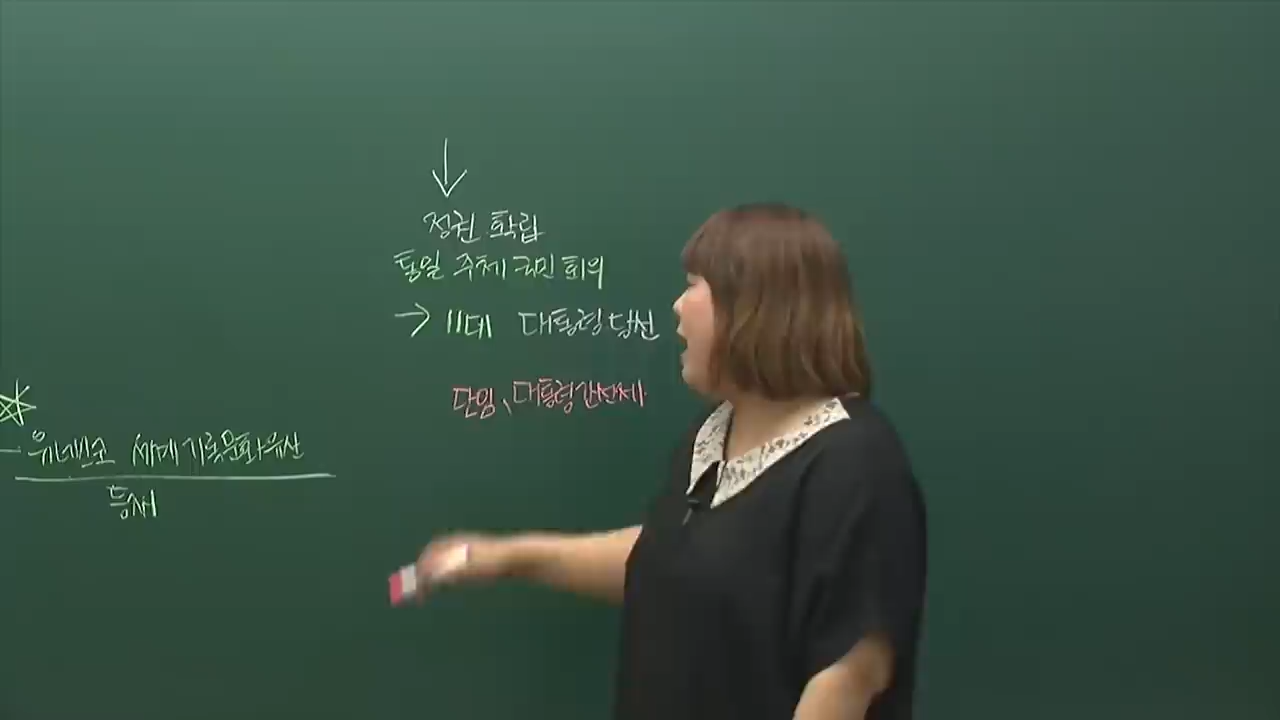 ↓
정권 확립
통일 주체 국민 회의
→ 11대 대통령 당선
단임, 대통령 간선제
☆
- 유네스코 세계 기록 문화 유산
등재